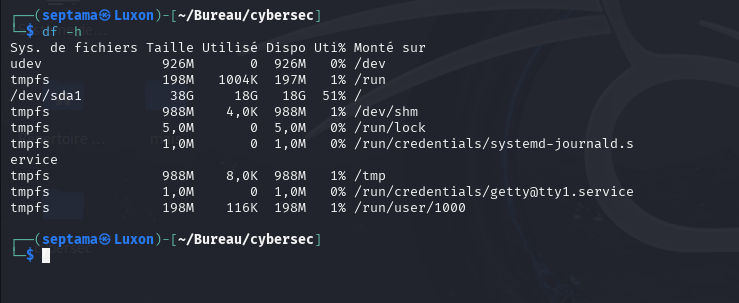 ┌──(septama㉿Luxon)-[~/Bureau/cybersec]
└─$ df -h
Sys. de fichiers Taille Utilisé Dispo Uti% Monté sur
udev               926M       0  926M   0% /dev
tmpfs              198M   1004K  197M   1% /run
/dev/sda1           38G     18G   18G  51% /
tmpfs              988M    4,0K  988M   1% /dev/shm
tmpfs              5,0M       0  5,0M   0% /run/lock
tmpfs              1,0M       0  1,0M   0% /run/credentials/systemd-journald.s
ervice
tmpfs              988M    8,0K  988M   1% /tmp
tmpfs              1,0M       0  1,0M   0% /run/credentials/getty@tty1.service
tmpfs              198M    116K  198M   1% /run/user/1000

┌──(septama㉿Luxon)-[~/Bureau/cybersec]
└─$